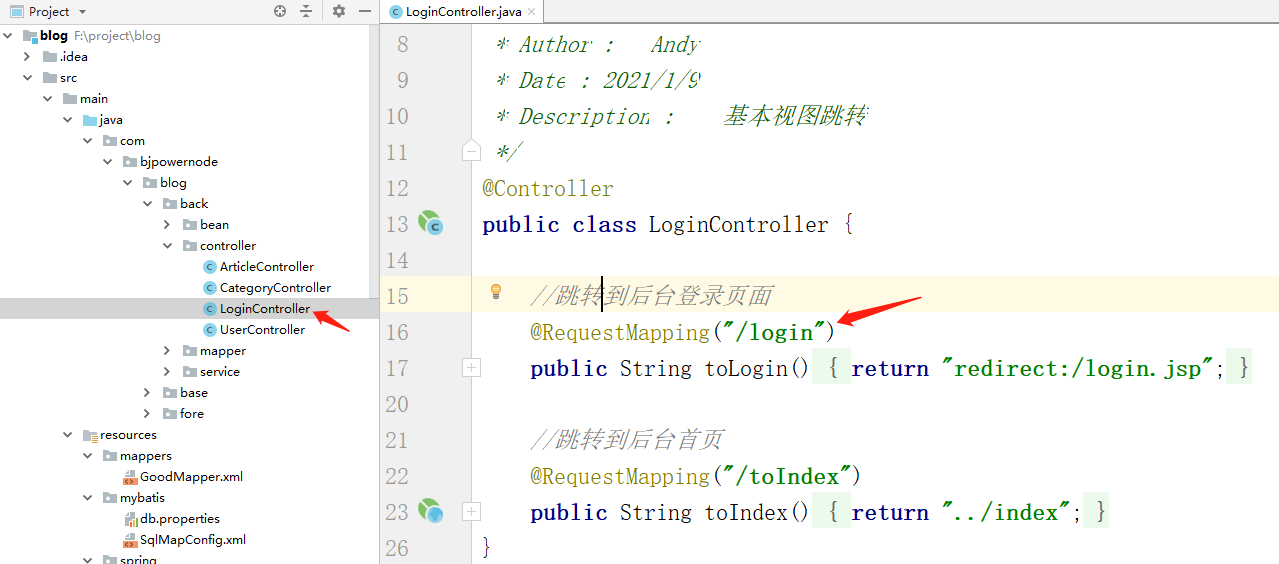 Project
blog F:\project\blog
.idea
src
main
java
com
bjpowernode
blog
back
bean
controller
ArticleController
CategoryController
LoginController
UserController
mapper
service
base
fore
resources
mappers
GoodMapper.xml
mybatis
db.properties
SqlMapConfig.xml
spring
LoginController.java
8 * Author : Andy
9 * Date : 2021/1/9
10 * Description : 基本视图跳转
11 */
12 @Controller
13 public class LoginController {
14
15 //跳转到后台登录页面
16 @RequestMapping("/login")
17 public String toLogin() { return "redirect:/login.jsp"; }
20
21 //跳转到后台首页
22 @RequestMapping("/toIndex")
23 public String toIndex() { return "../index"; }
26 }